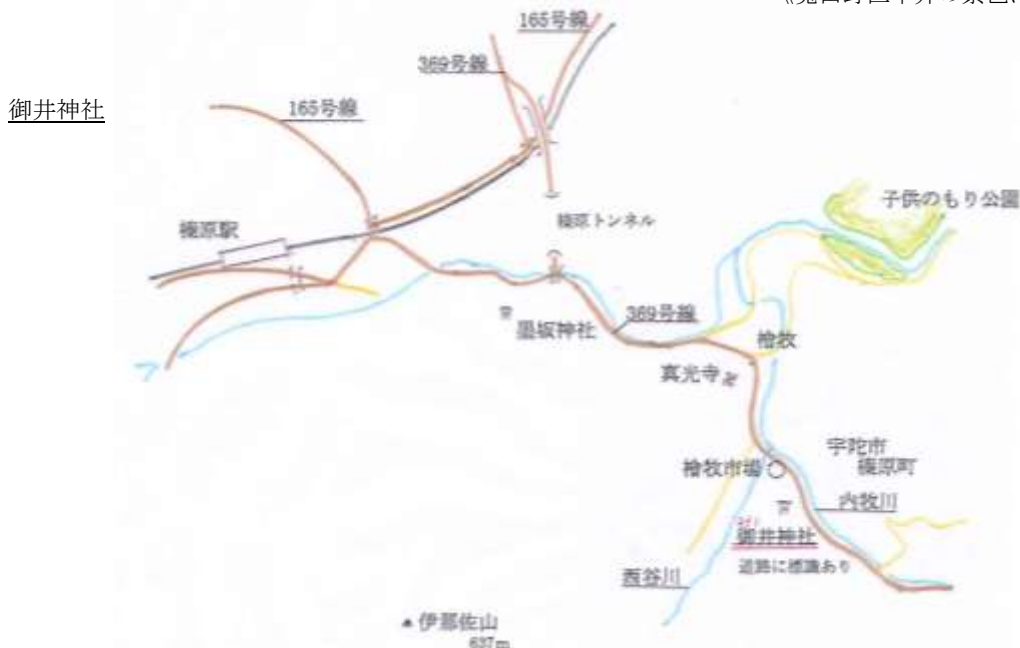 165号線
369号線
御井神社
165号線
子供のもり公園
榛原駅
榛原トンネル
墨坂神社
369号線
檜牧
真光寺
宇陀市
榛原町
檜牧市場
内牧川
御井神社
道路に標識あり
西谷川
▲伊那佐山
637m